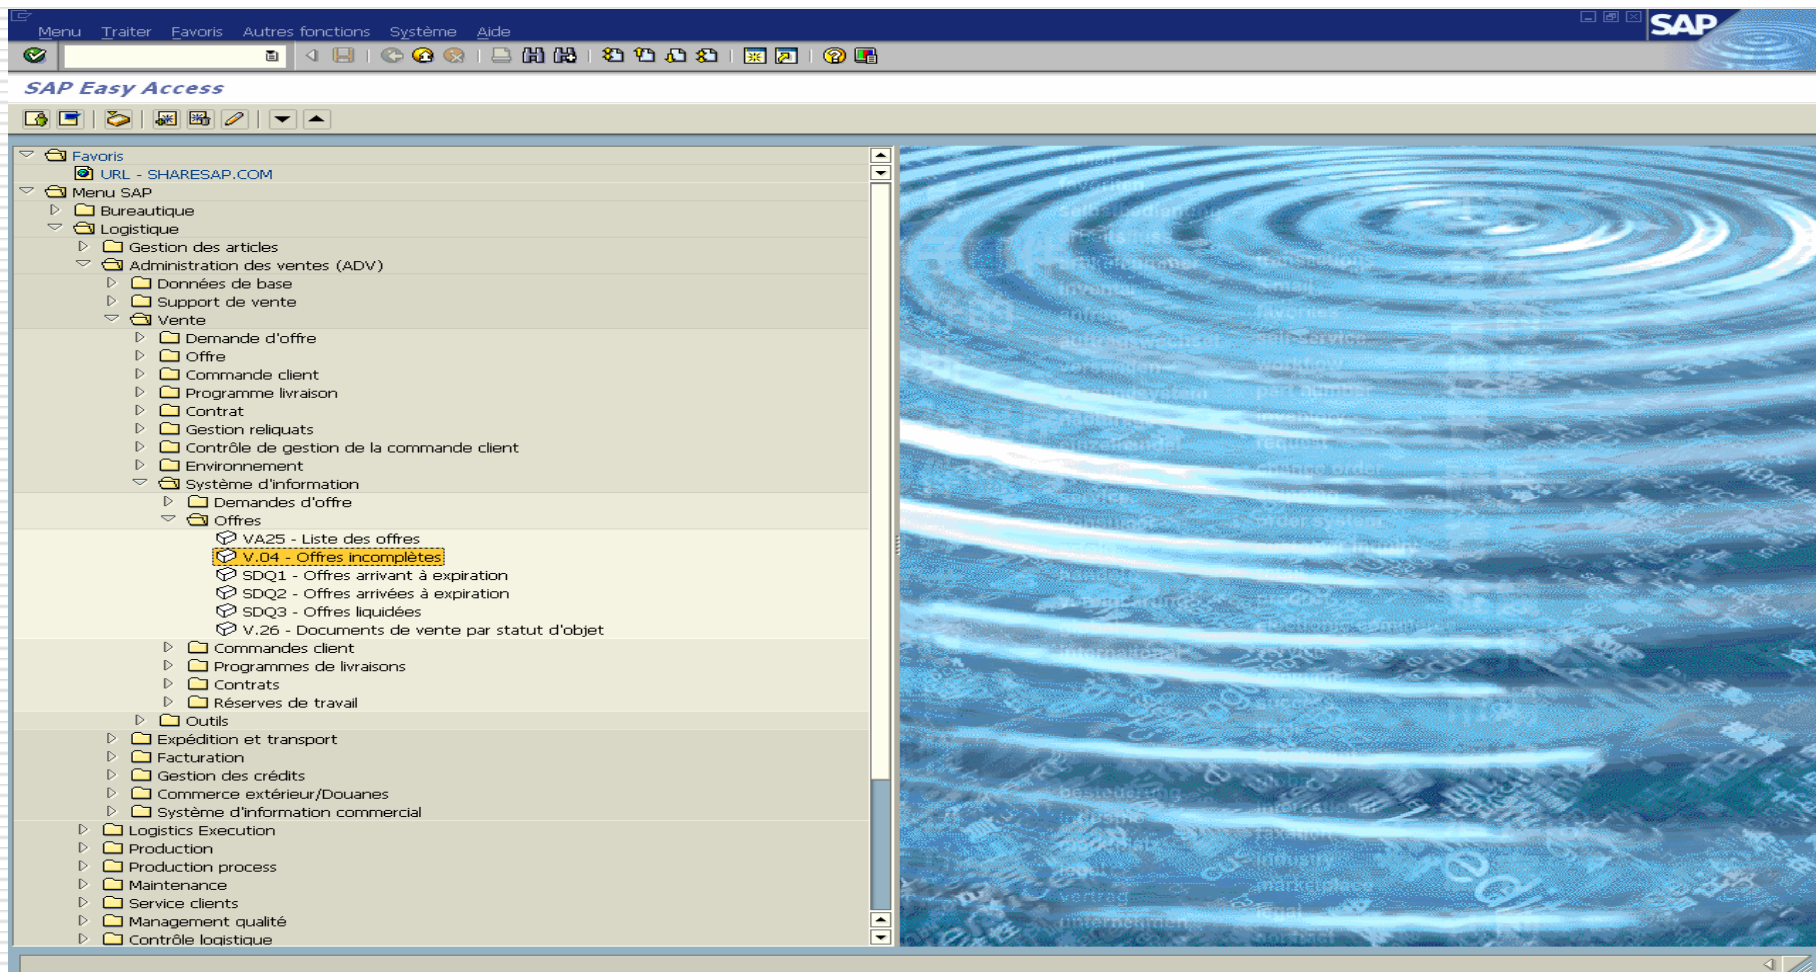 Menu Traiter Favoris Autres fonctions Système Aide
SAP
SAP Easy Access
Favoris
URL - SHARESAP.COM
Menu SAP
Bureautique
Logistique
Gestion des articles
Administration des ventes (ADV)
Données de base
Support de vente
Vente
Demande d'offre
Offre
Commande client
Programme livraison
Contrat
Gestion reliquats
Contrôle de gestion de la commande client
Environnement
Système d'information
Demandes d'offre
Offres
VA25 - Liste des offres
V.04 - Offres incomplètes
SDQ1 - Offres arrivant à expiration
SDQ2 - Offres arrivées à expiration
SDQ3 - Offres liquidées
V.26 - Documents de vente par statut d'objet
Commandes client
Programmes de livraisons
Contrats
Réserves de travail
Outils
Expédition et transport
Facturation
Gestion des crédits
Commerce extérieur/Douanes
Système d'information commercial
Logistics Execution
Production
Production process
Maintenance
Service clients
Management qualité
Contrôle logistique